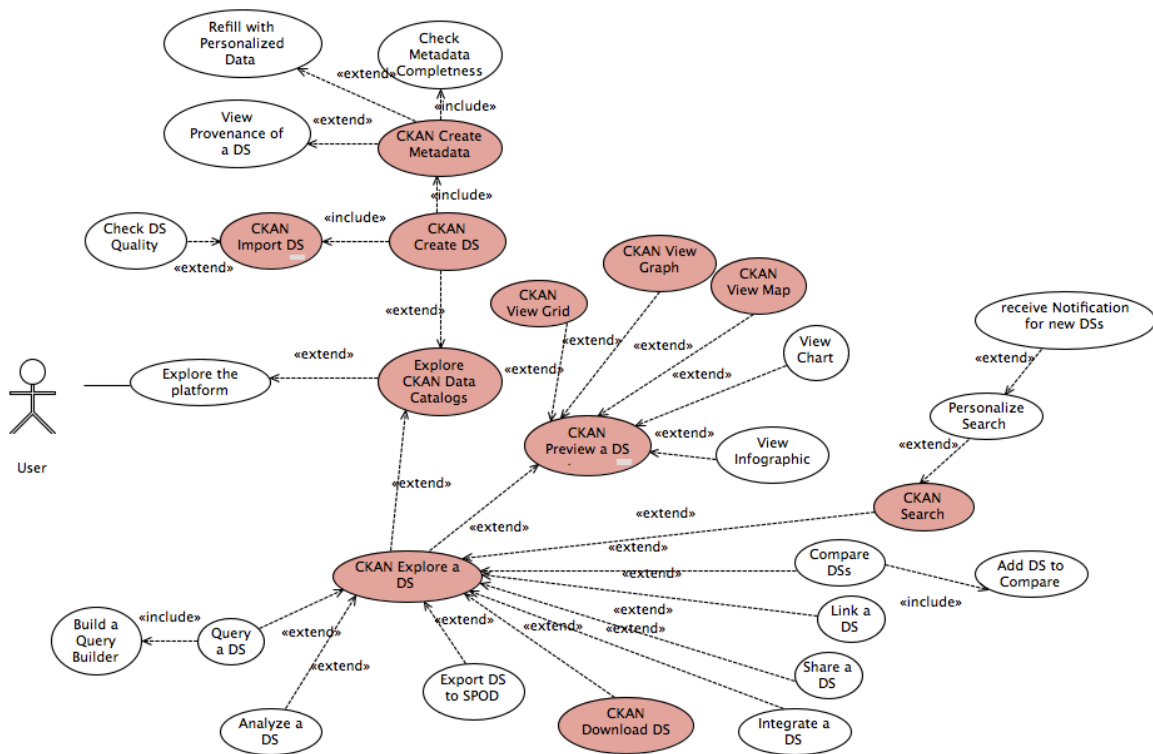 Refill with
Personalized
Data
Check
Metadata
Completness
«extend»
«include»
View
Provenance of
a DS
«extend»
CKAN Create
Metadata
«include»
«include»
Check DS
Quality
CKAN
Import DS
CKAN
Create DS
«extend»
CKAN View
Graph
CKAN
View Map
CKAN
View Grid
receive Notification
for new DSs
«extend»
«extend»
View
Chart
«extend»
«extend»
Explore the
platform
«extend»
Explore
CKAN Data
Catalogs
«extend»
«extend»
Personalize
Search
User
CKAN
Preview a DS
«extend»
View
Infographic
«extend»
«extend»
CKAN
Search
«extend»
«extend»
CKAN Explore a
DS
«extend»
Compare
DSs
Add DS to
Compare
«include»
Build a
Query
Builder
«include»
Query
a DS
«extend»
«extend»
«extend»
«extend»
Link a
DS
«extend»
«extend»
Export DS
to SPOD
Share a
DS
Analyze a
DS
CKAN
Download DS
Integrate a
DS